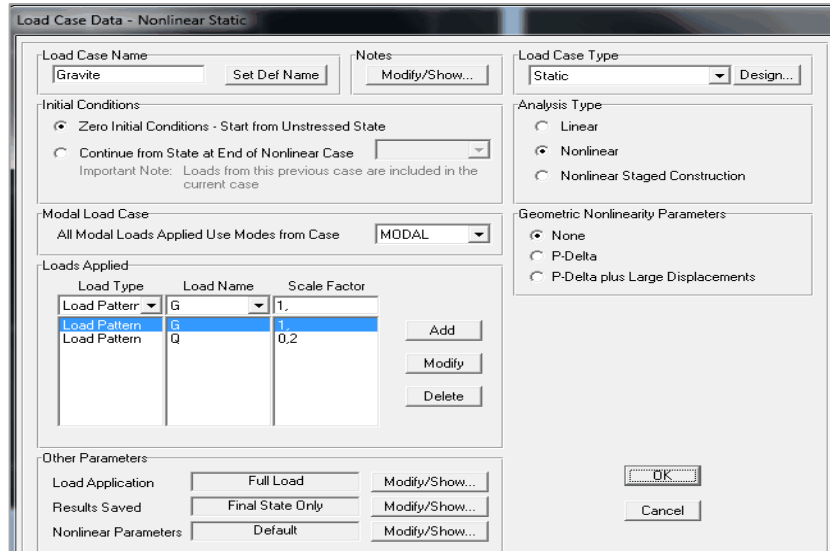 Load Case Data - Nonlinear Static
Load Case Name
Gravite
Set Def Name
Notes
Modify/Show...
Load Case Type
Static
Design...
Initial Conditions
Zero Initial Conditions - Start from Unstressed State
Continue from State at End of Nonlinear Case
Important Note: Loads from this previous case are included in the
current case
Analysis Type
Linear
Nonlinear
Nonlinear Staged Construction
Modal Load Case
All Modal Loads Applied Use Modes from Case
MODAL
Geometric Nonlinearity Parameters
None
P-Delta
P-Delta plus Large Displacements
Loads Applied
Load Type Load Name Scale Factor
Load Pattern G 1,
Load Pattern G 1,
Load Pattern Q 0,2
Add
Modify
Delete
Other Parameters
Load Application Full Load Modify/Show...
Results Saved Final State Only Modify/Show...
Nonlinear Parameters Default Modify/Show...
OK
Cancel